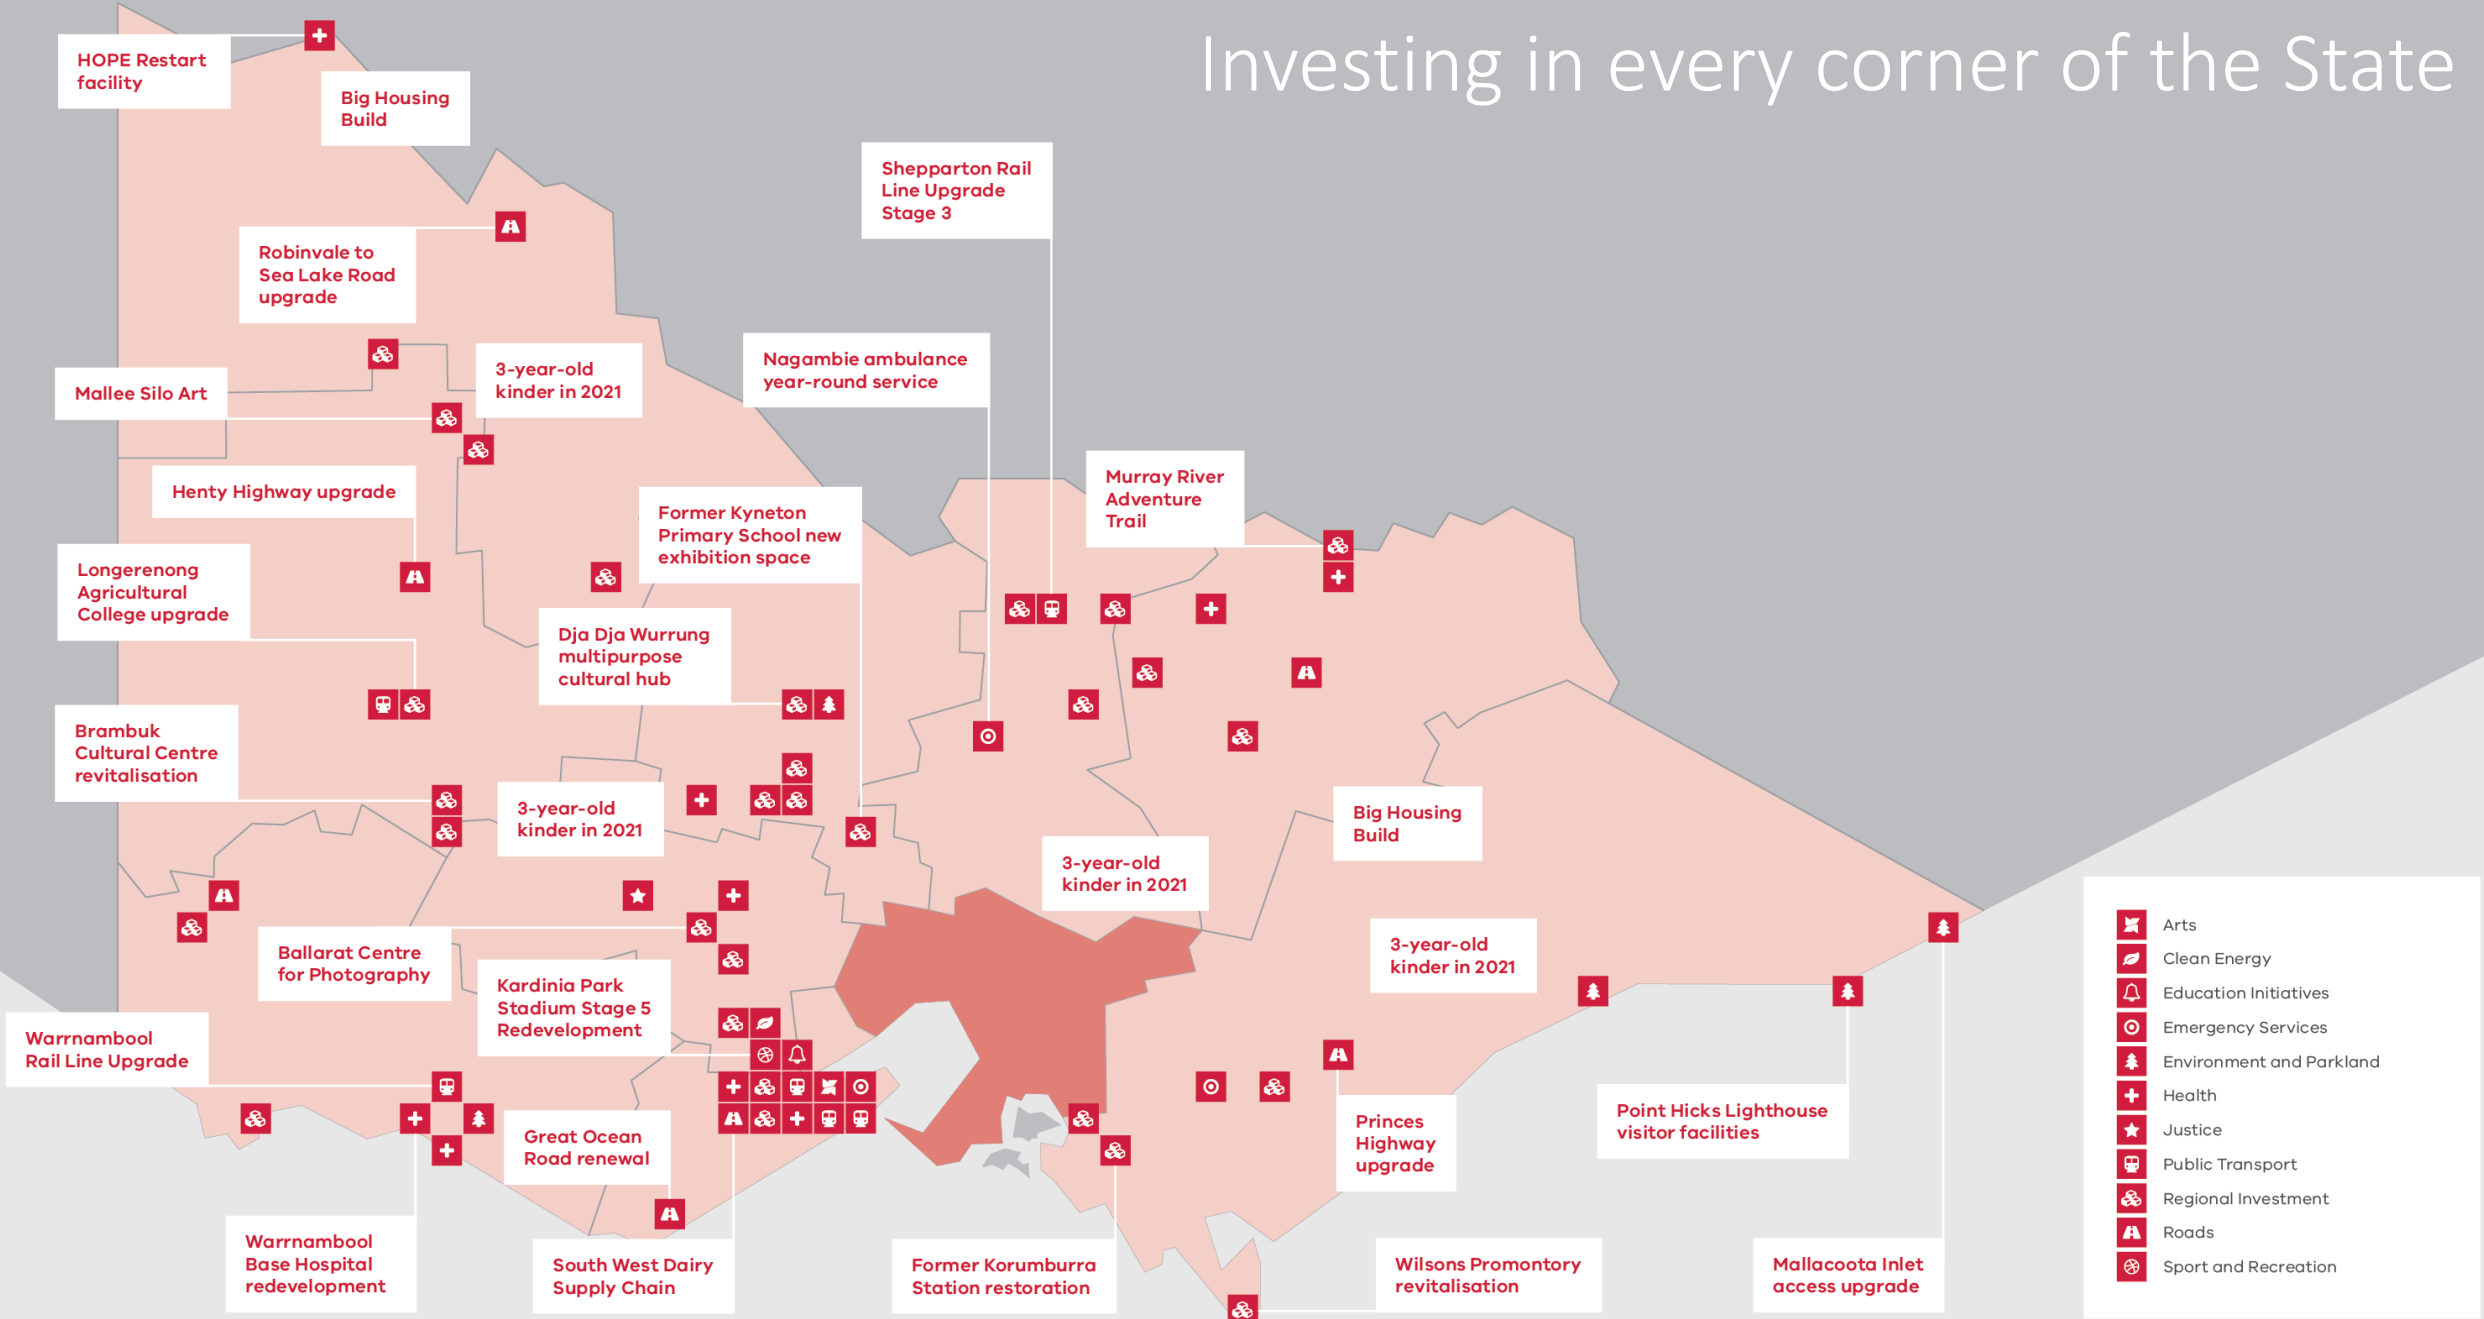 Investing in every corner of the State
HOPE Restart
facility
Big Housing
Build
Shepparton Rail
Line Upgrade
Stage 3
Robinvale to
Sea Lake Road
upgrade
Mallee Silo Art
3-year-old
kinder in 2021
Nagambie ambulance
year-round service
Henty Highway upgrade
Former Kyneton
Primary School new
exhibition space
Murray River
Adventure
Trail
Longerenong
Agricultural
College upgrade
Dja Dja Wurrung
multipurpose
cultural hub
Brambuk
Cultural Centre
revitalisation
3-year-old
kinder in 2021
Big Housing
Build
3-year-old
kinder in 2021
Ballarat Centre
for Photography
Kardinia Park
Stadium Stage 5
Redevelopment
3-year-old
kinder in 2021
Warrnambool
Rail Line Upgrade
Great Ocean
Road renewal
Princes
Highway
upgrade
Point Hicks Lighthouse
visitor facilities
Warrnambool
Base Hospital
redevelopment
South West Dairy
Supply Chain
Former Korumburra
Station restoration
Wilsons Promontory
revitalisation
Mallacoota Inlet
access upgrade
Arts
Clean Energy
Education Initiatives
Emergency Services
Environment and Parkland
Health
Justice
Public Transport
Regional Investment
Roads
Sport and Recreation